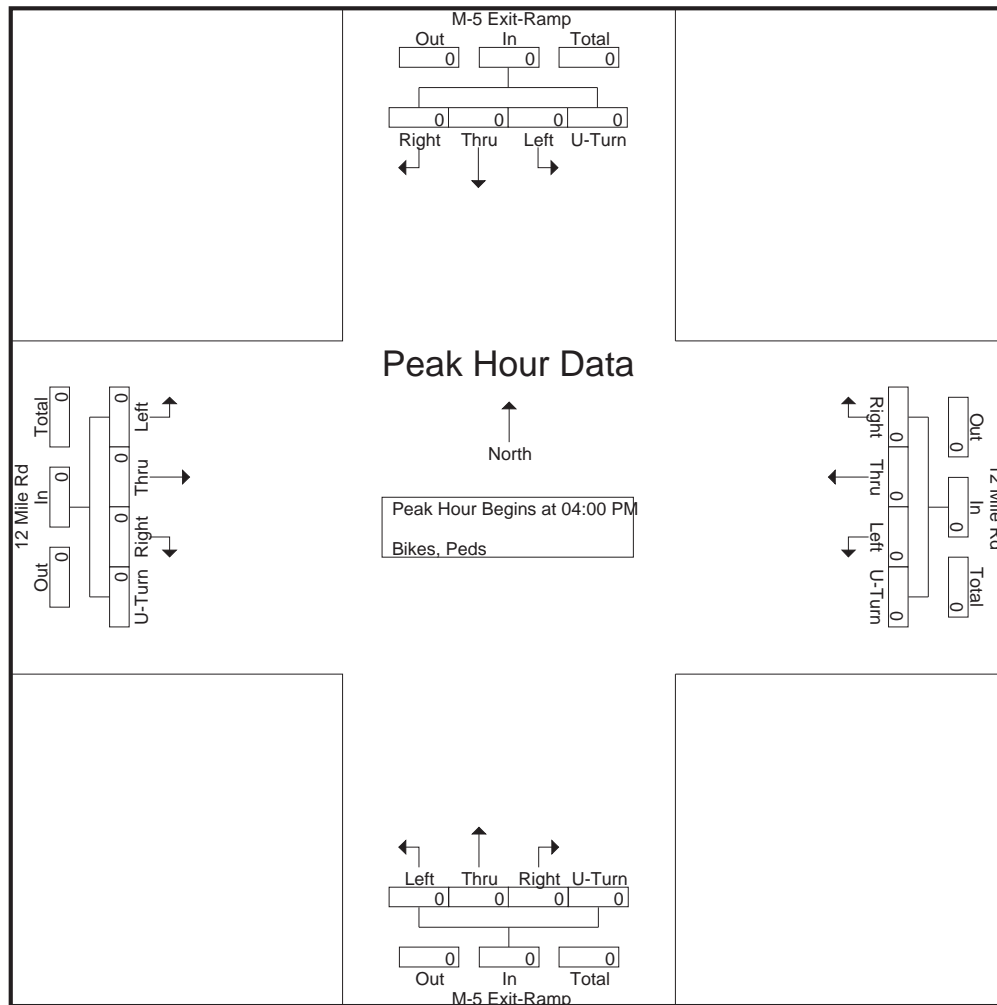 M-5 Exit-Ramp
Out In Total
0 0 0
0 0 0 0
Right Thru Left U-Turn
Peak Hour Data
North
Peak Hour Begins at 04:00 PM
Bikes, Peds
12 Mile Rd
Total In Out
0 0 0
0 0 0 0
Left Thru Right U-Turn
Right Thru Left U-Turn
0 0 0 0
Out In Total
0 0 0
12 Mile Rd
Left Thru Right U-Turn
0 0 0 0
0 0 0
Out In Total
M-5 Exit-Ramp